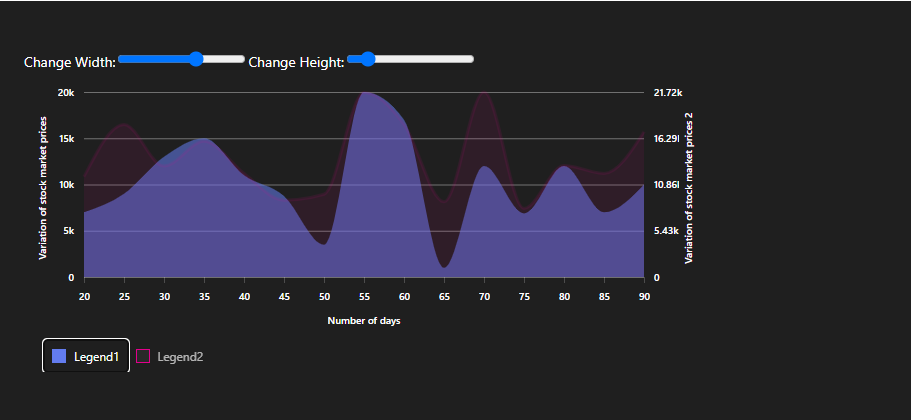 Change Width: Change Height:
20k
15k
10k
5k
0
Variation of stock market prices
21.72k
16.29k
10.86k
5.43k
0
Variation of stock market prices 2
20 25 30 35 40 45 50 55 60 65 70 75 80 85 90
Number of days
Legend1 Legend2